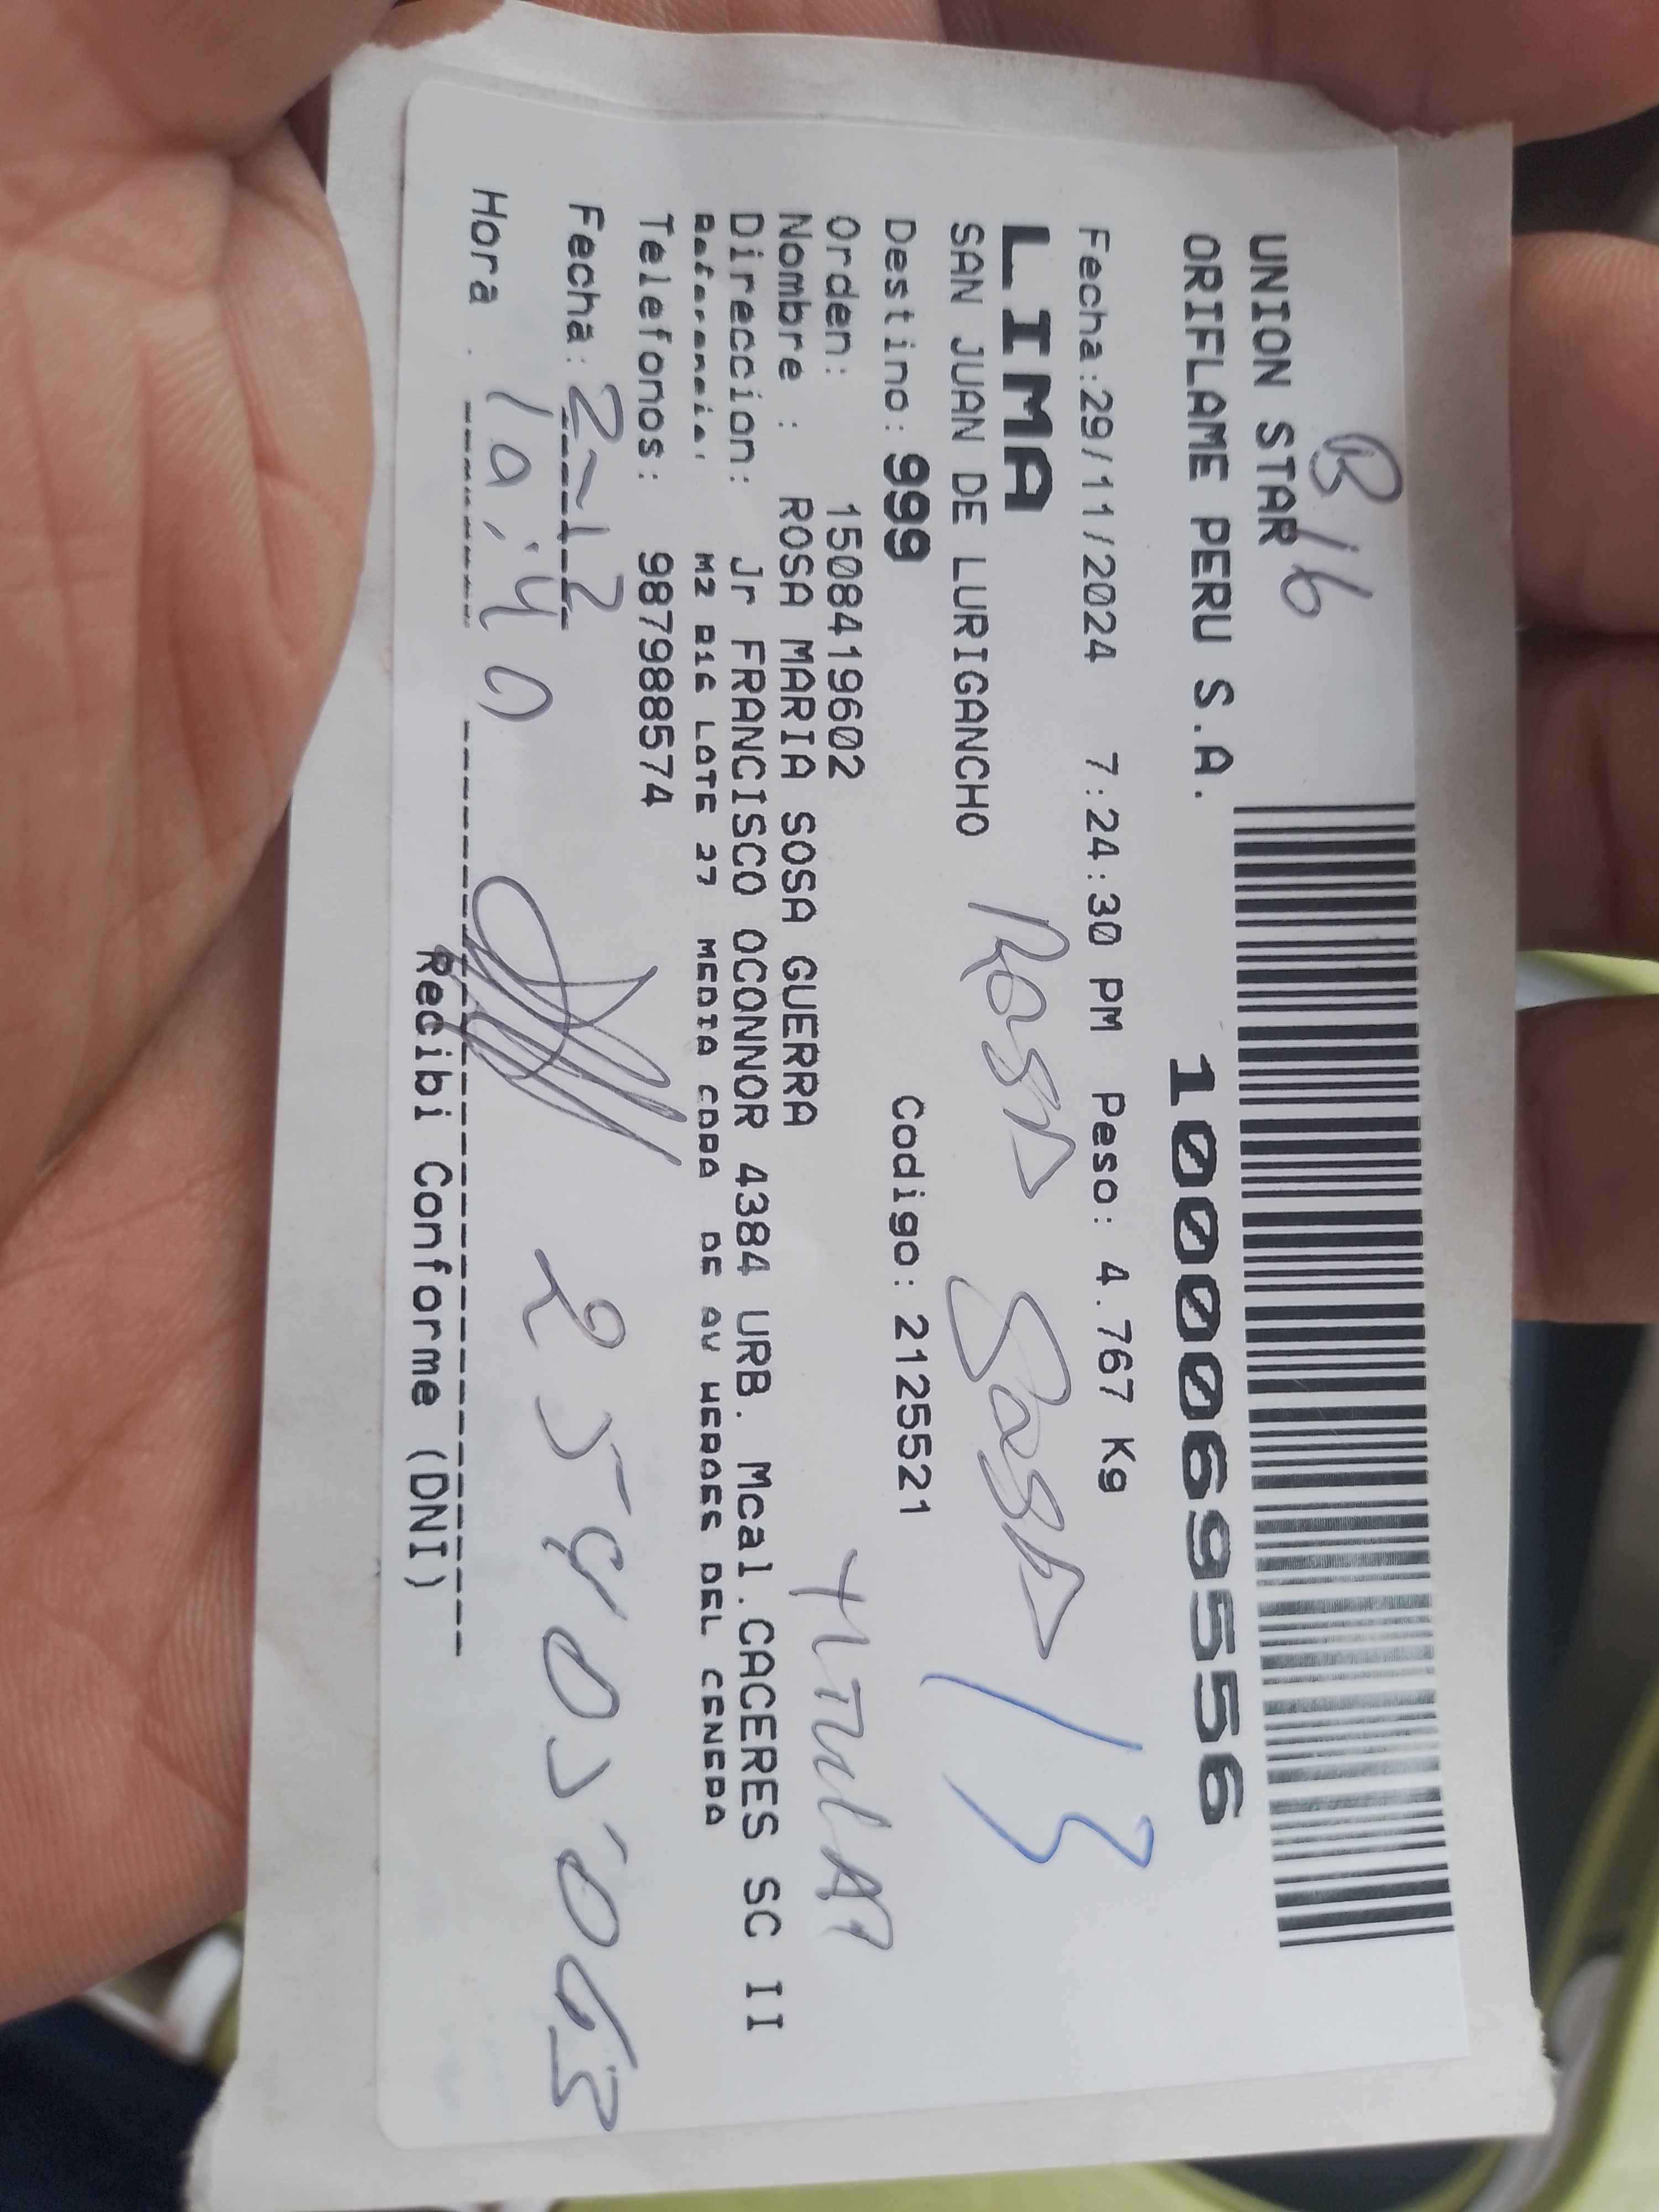 B16
UNION STAR
ORIFLAME PERU S.A. 10000695556
Fecha:29/11/2024 7:24:30 PM Peso: 4.767 Kg
LIMA
SAN JUAN DE LURIGANCHO Rosa Sosa 13
Destino: 999 Codigo: 2125521
Orden: 1508419602 titular
Nombre : ROSA MARIA SOSA GUERRA
Direccion: Jr FRANCISCO OCONNOR 4384 URB. Mcal.CACERES SC II
Referencia: MZ B16 LOTE 27 MEDIA CDRA DE AV HEROES DEL CENEPA
Telefonos: 987988574
Fecha: 2-12
Hora : 10:40
Recibi Conforme (DNI)